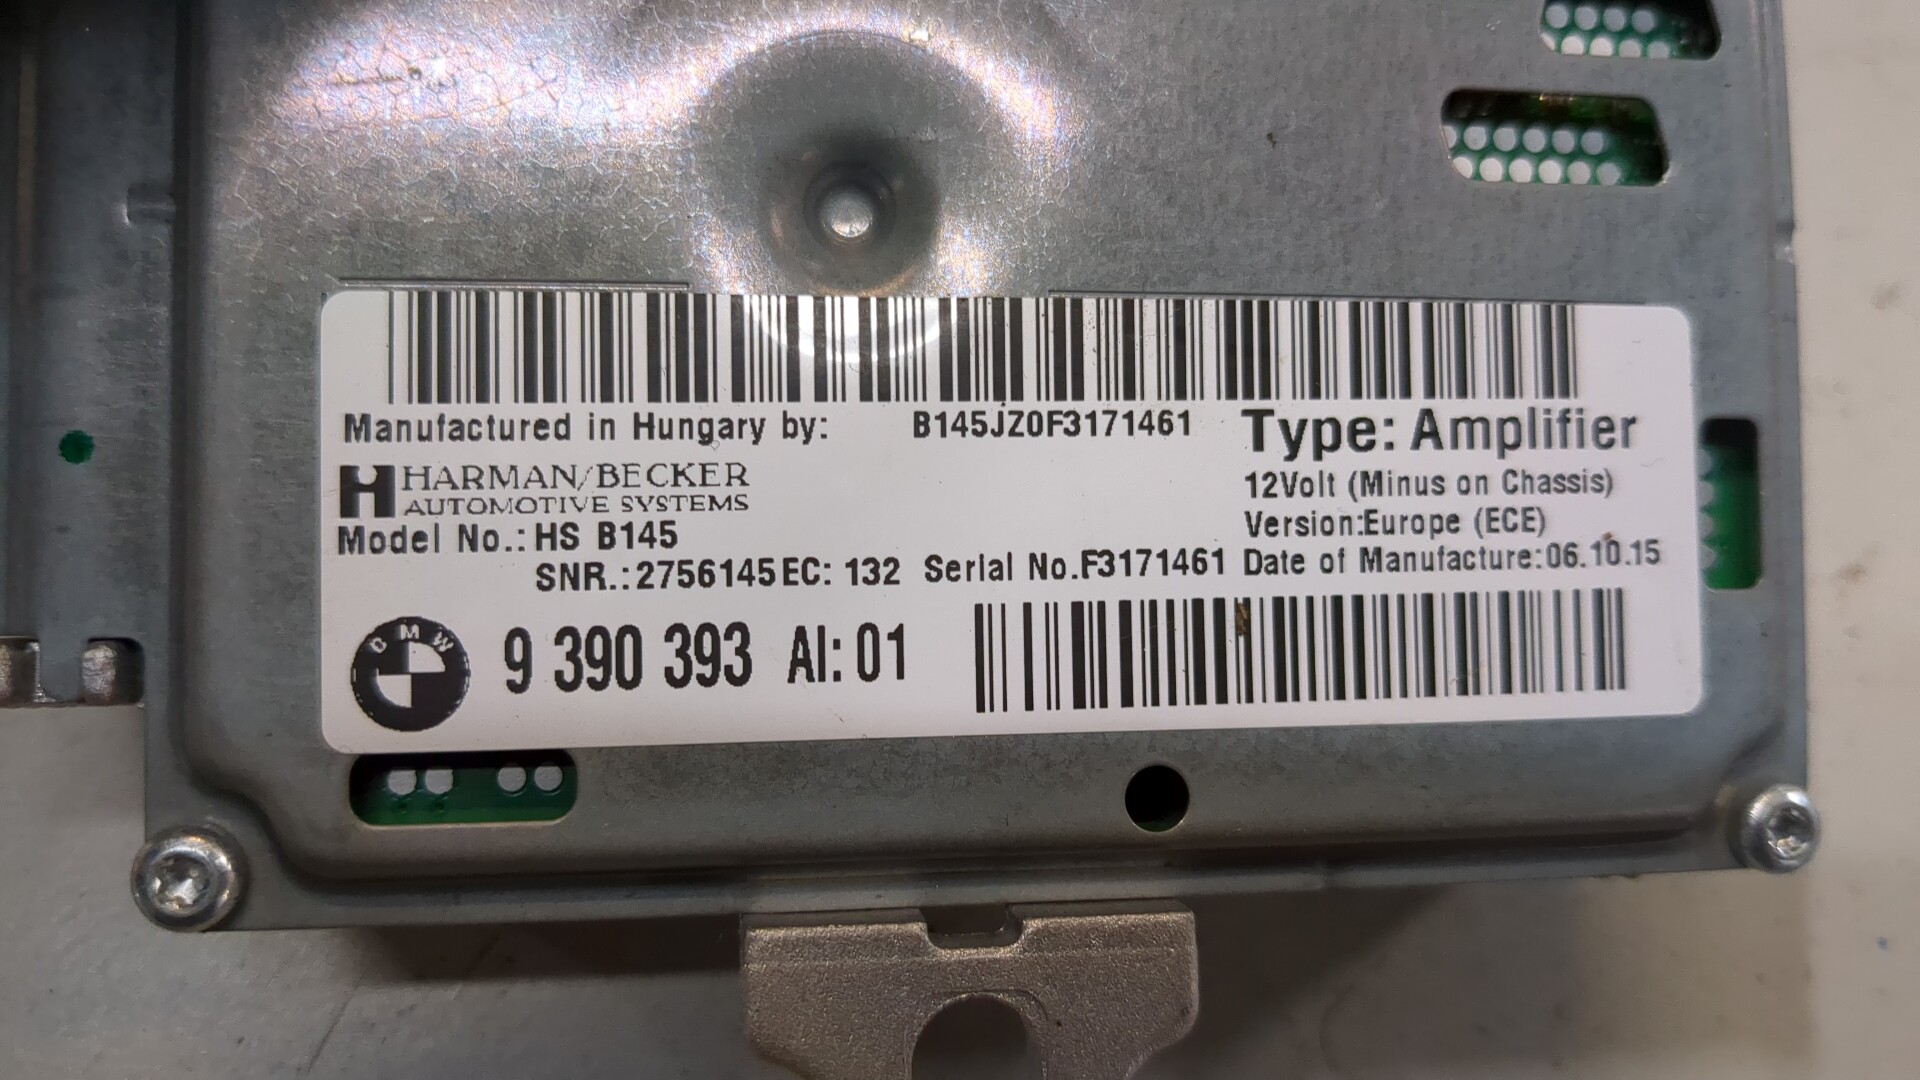 Manufactured in Hungary by: B145JZ0F3171461 Type: Amplifier
HARMAN/BECKER
AUTOMOTIVE SYSTEMS
12Volt (Minus on Chassis)
Model No.: HS B145
Version:Europe (ECE)
SNR.:2756145 EC: 132 Serial No.F3171461 Date of Manufacture:06.10.15
BMW
9 390 393 AI: 01